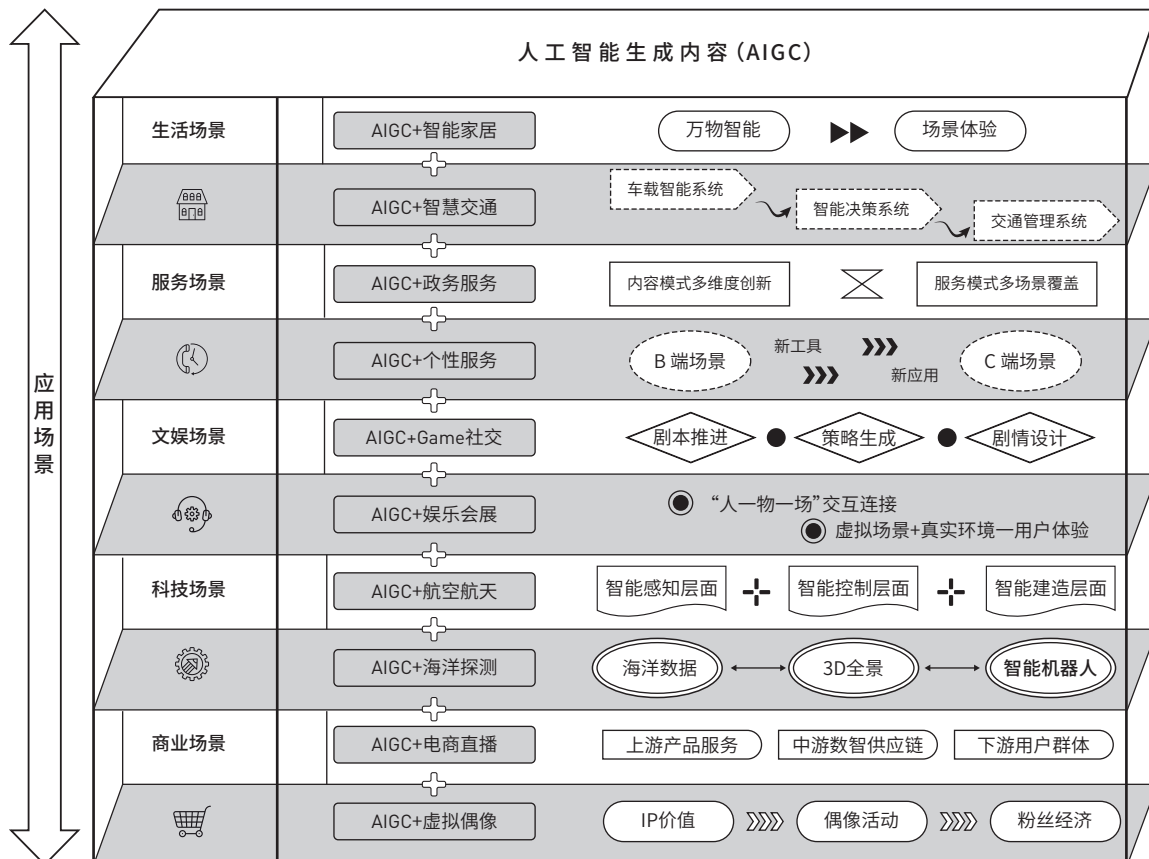 人工智能生成内容（AIGC）
应用场景
生活场景
AIGC+智能家居
万物智能
场景体验
AIGC+智慧交通
车载智能系统
智能决策系统
交通管理系统
服务场景
AIGC+政务服务
内容模式多维度创新
服务模式多场景覆盖
AIGC+个性服务
B 端场景
新工具
新应用
C 端场景
文娱场景
AIGC+Game社交
剧本推进
策略生成
剧情设计
AIGC+娱乐会展
“人一物一场”交互连接
虚拟场景+真实环境一用户体验
科技场景
AIGC+航空航天
智能感知层面
智能控制层面
智能建造层面
AIGC+海洋探测
海洋数据
3D全景
智能机器人
商业场景
AIGC+电商直播
上游产品服务
中游数智供应链
下游用户群体
AIGC+虚拟偶像
IP价值
偶像活动
粉丝经济